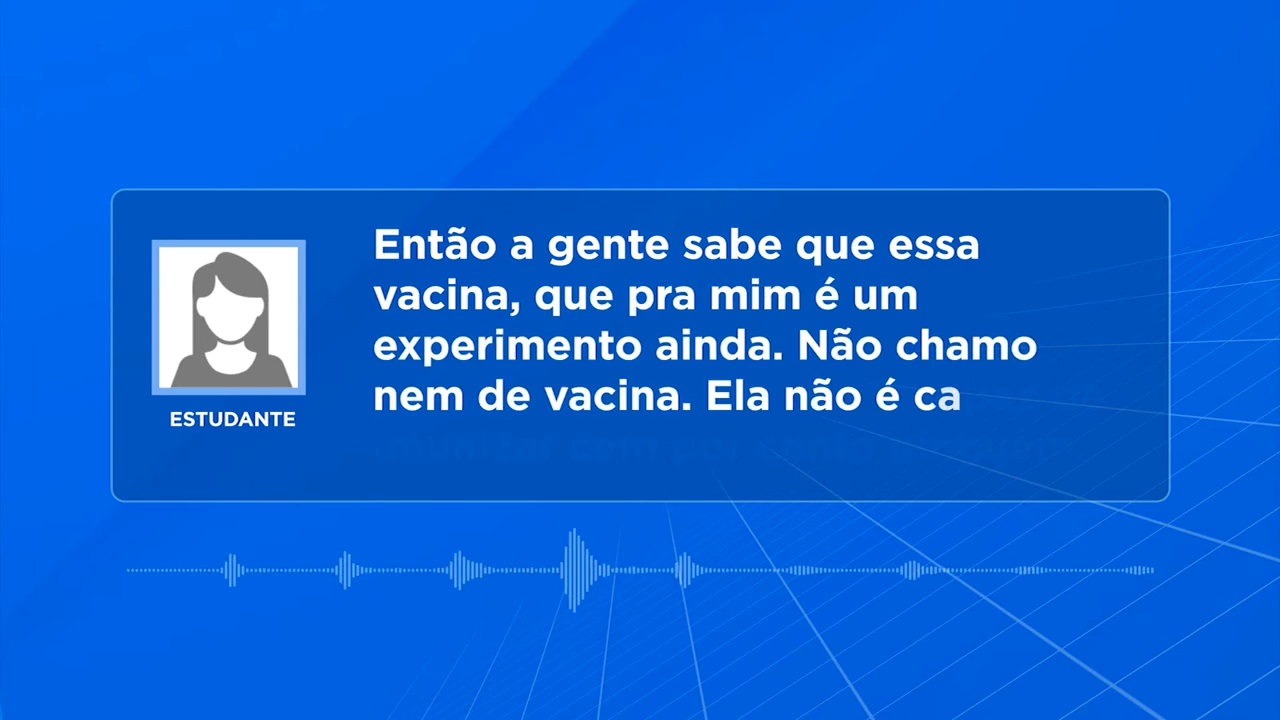 Então a gente sabe que essa
vacina, que pra mim é um
experimento ainda. Não chamo
nem de vacina. Ela não é ca
ESTUDANTE